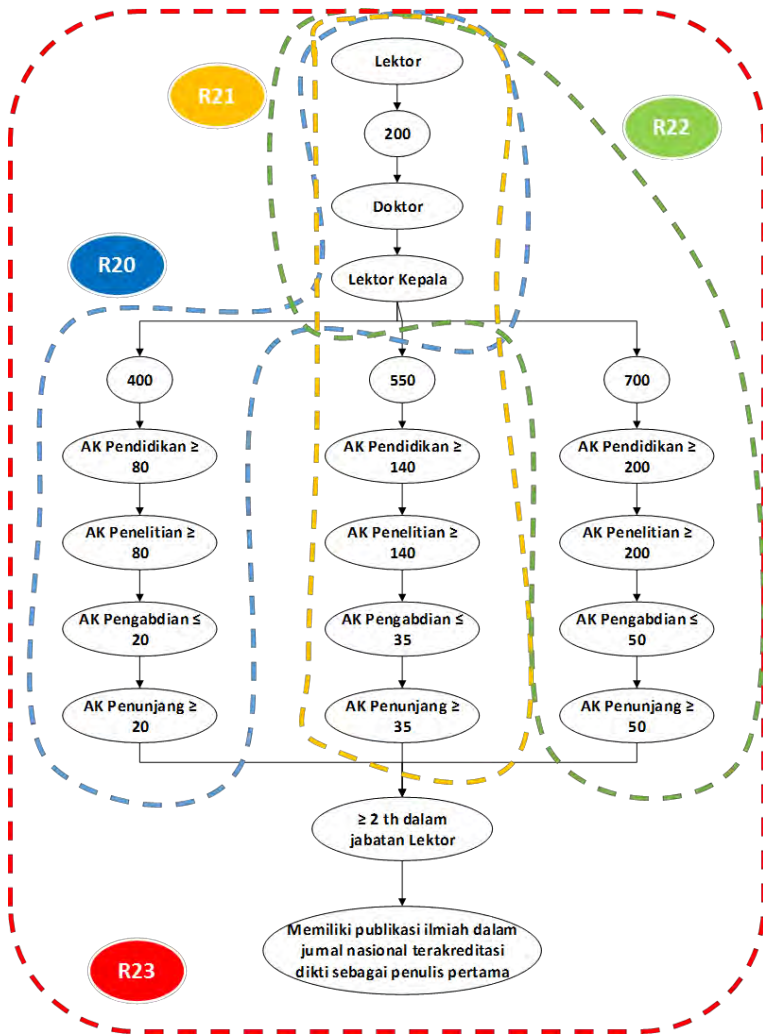 Lektor
R21
R22
200
Doktor
R20
Lektor Kepala
400
550
700
AK Pendidikan ≥
80
AK Pendidikan ≥
140
AK Pendidikan ≥
200
AK Penelitian ≥
80
AK Penelitian ≥
140
AK Penelitian ≥
200
AK Pengabdian ≤
20
AK Pengabdian ≤
35
AK Pengabdian ≤
50
AK Penunjang ≥
20
AK Penunjang ≥
35
AK Penunjang ≥
50
≥ 2 th dalam
jabatan Lektor
Memiliki publikasi ilmiah dalam
jurnal nasional terakreditasi
dikti sebagai penulis pertama
R23